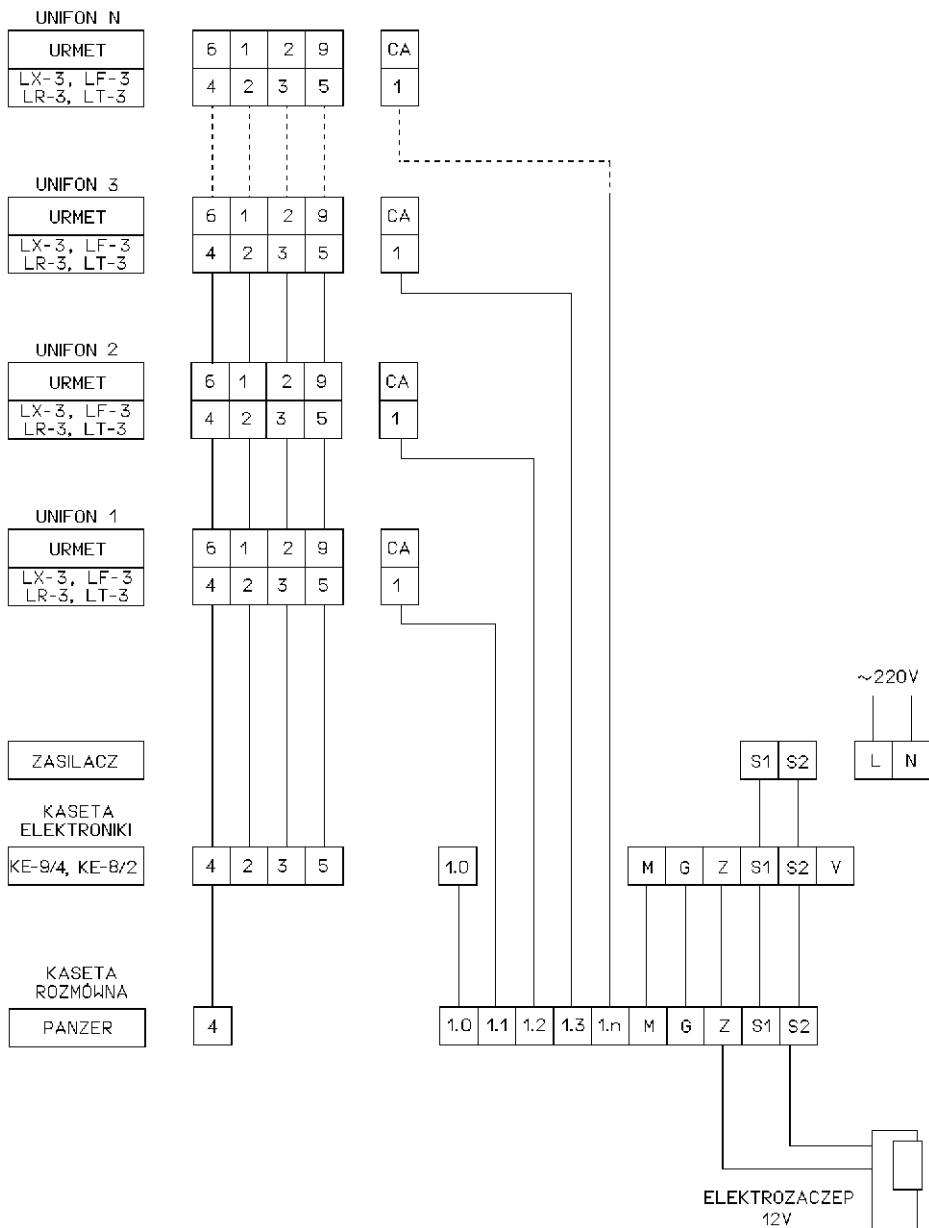 UNIFON N
URMET 6 1 2 9 CA
LX-3, LF-3
LR-3, LT-3 4 2 3 5 1
UNIFON 3
URMET 6 1 2 9 CA
LX-3, LF-3
LR-3, LT-3 4 2 3 5 1
UNIFON 2
URMET 6 1 2 9 CA
LX-3, LF-3
LR-3, LT-3 4 2 3 5 1
UNIFON 1
URMET 6 1 2 9 CA
LX-3, LF-3
LR-3, LT-3 4 2 3 5 1
~220V
ZASILACZ S1 S2 L N
KASETA
ELEKTRONIKI
KE-9/4, KE-8/2 4 2 3 5 1.0 M G Z S1 S2 V
KASETA
ROZMÓWNA
PANZER 4 1.0 1.1 1.2 1.3 1.n M G Z S1 S2
ELEKTROZACZEP
12V